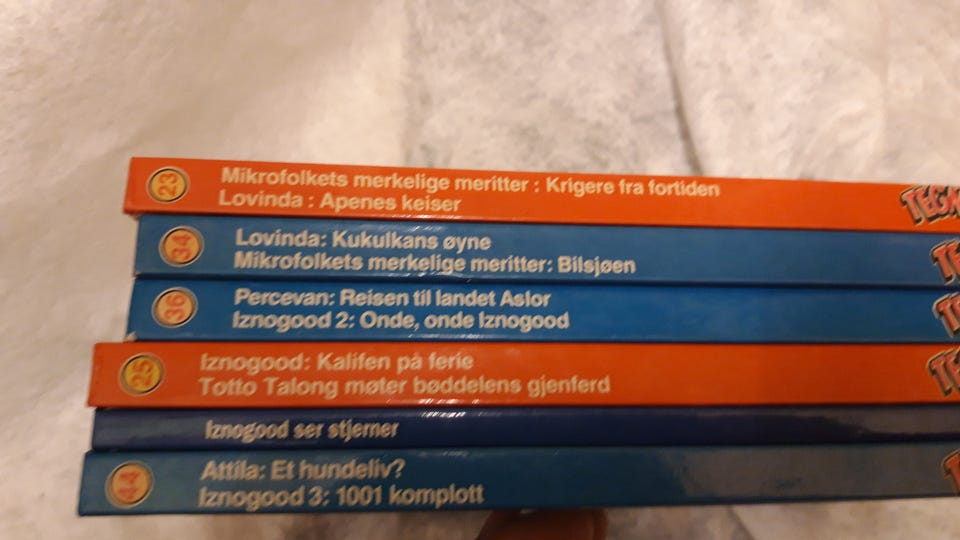 23
Mikrofolkets merkelige meritter : Krigere fra fortiden
Lovinda : Apenes keiser
34
Lovinda: Kukulkans øyne
Mikrofolkets merkelige meritter: Bilsjøen
36
Percevan: Reisen til landet Aslor
Iznogood 2: Onde, onde Iznogood
25
Iznogood: Kalifen på ferie
Totto Talong møter bøddelens gjenferd
Iznogood ser stjerner
44
Attila: Et hundeliv?
Iznogood 3: 1001 komplott